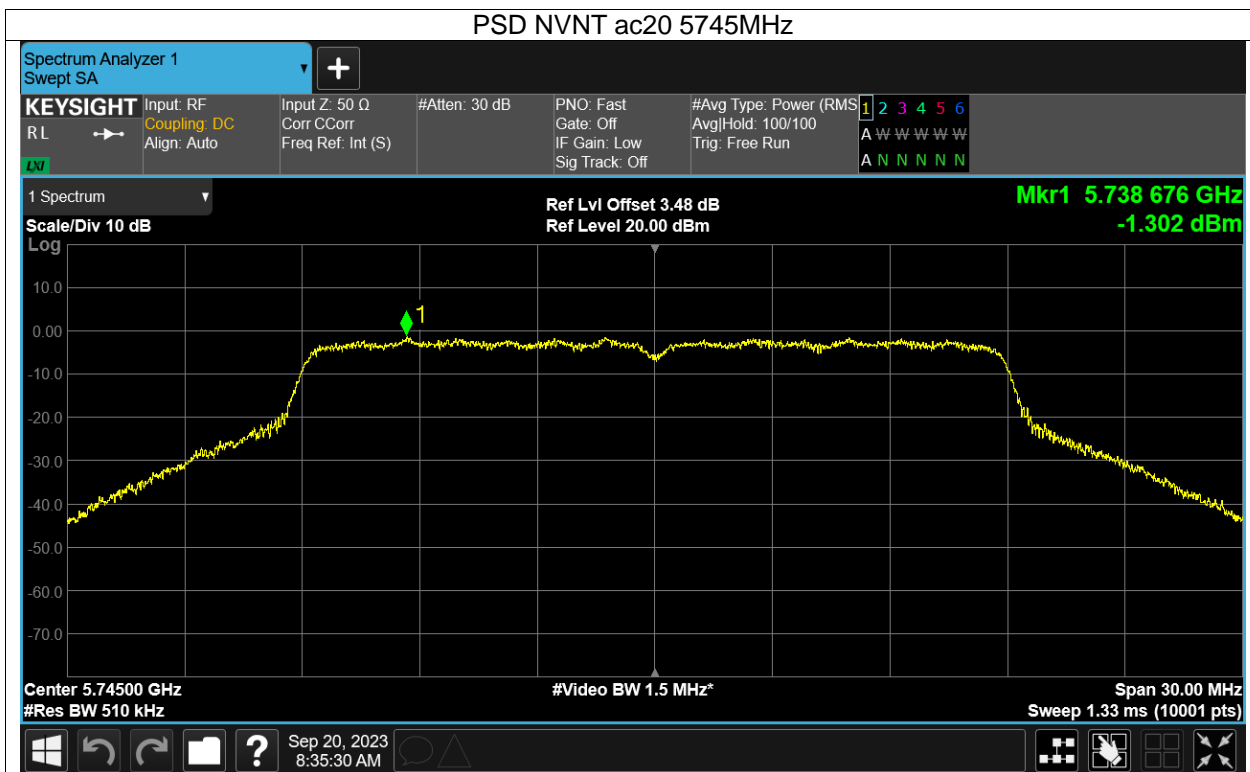 PSD NVNT ac20 5745MHz
Spectrum Analyzer 1
Swept SA
KEYSIGHT
R L
LXI
Input: RF
Coupling: DC
Align: Auto
Input Z: 50 Ω
Corr CCorr
Freq Ref: Int (S)
#Atten: 30 dB
PNO: Fast
Gate: Off
IF Gain: Low
Sig Track: Off
#Avg Type: Power (RMS
Avg|Hold: 100/100
Trig: Free Run
1 2 3 4 5 6
A W W W W W
A N N N N N
1 Spectrum
Scale/Div 10 dB
Ref Lvl Offset 3.48 dB
Ref Level 20.00 dBm
Mkr1 5.738 676 GHz
-1.302 dBm
Log
10.0
0.00
-10.0
-20.0
-30.0
-40.0
-50.0
-60.0
-70.0
1
Center 5.74500 GHz
#Res BW 510 kHz
#Video BW 1.5 MHz*
Span 30.00 MHz
Sweep 1.33 ms (10001 pts)
?
Sep 20, 2023
8:35:30 AM